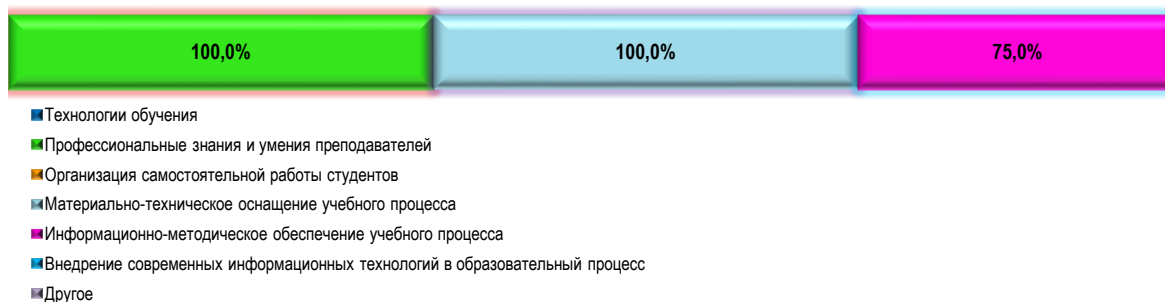 100,0% 100,0% 75,0%
Технологии обучения
Профессиональные знания и умения преподавателей
Организация самостоятельной работы студентов
Материально-техническое оснащение учебного процесса
Информационно-методическое обеспечение учебного процесса
Внедрение современных информационных технологий в образовательный процесс
Другое